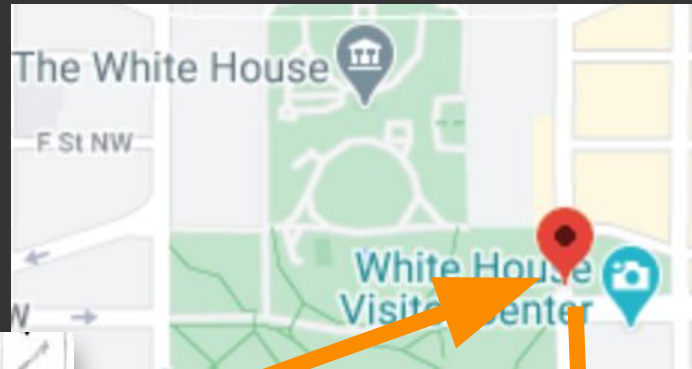 The White House
F St NW
White House
Visitor Center
W